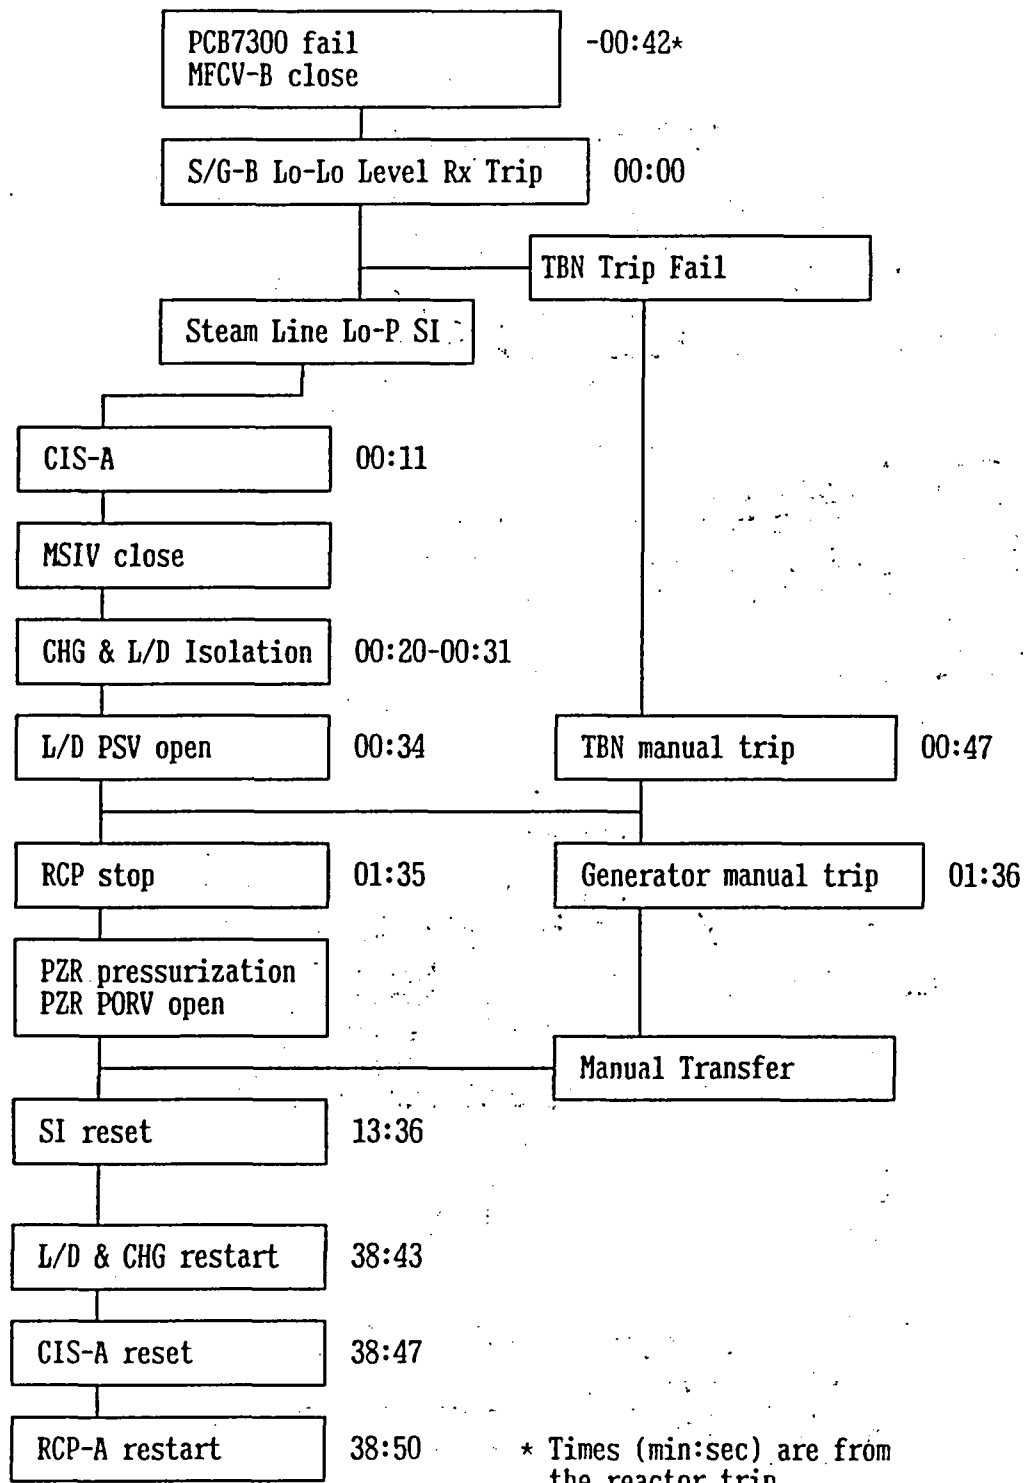 PCB7300 fail
MFCV-B close
-00:42*
S/G-B Lo-Lo Level Rx Trip
00:00
TBN Trip Fail
Steam Line Lo-P SI
CIS-A
00:11
MSIV close
CHG & L/D Isolation
00:20-00:31
L/D PSV open
00:34
TBN manual trip
00:47
RCP stop
01:35
Generator manual trip
01:36
PZR pressurization
PZR PORV open
Manual Transfer
SI reset
13:36
L/D & CHG restart
38:43
CIS-A reset
38:47
RCP-A restart
38:50
* Times (min:sec) are from
the reactor trip